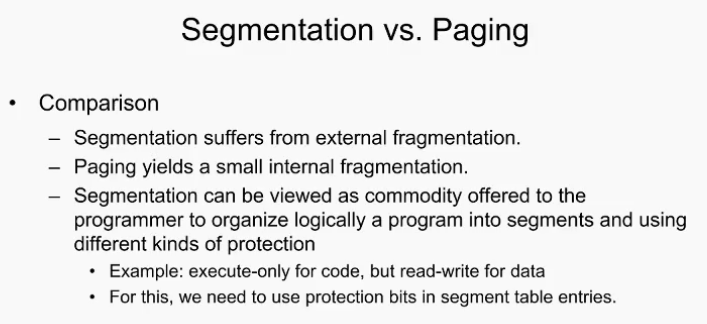 Segmentation vs. Paging
• Comparison
– Segmentation suffers from external fragmentation.
– Paging yields a small internal fragmentation.
– Segmentation can be viewed as commodity offered to the
programmer to organize logically a program into segments and using
different kinds of protection
• Example: execute-only for code, but read-write for data
• For this, we need to use protection bits in segment table entries.